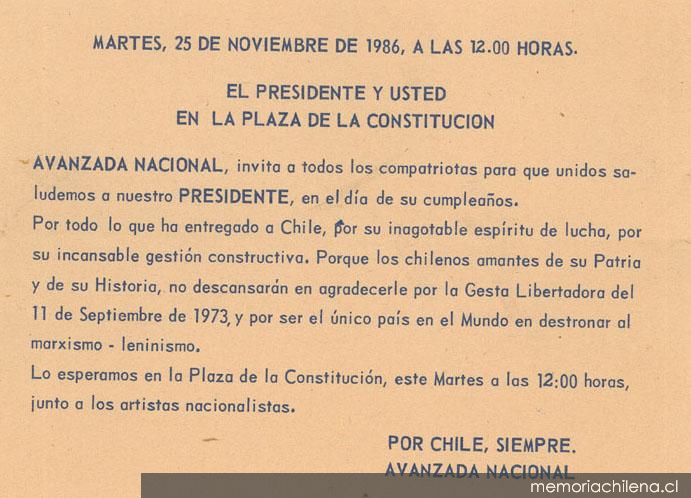 MARTES, 25 DE NOVIEMBRE DE 1986, A LAS 12.00 HORAS.
EL PRESIDENTE Y USTED
EN LA PLAZA DE LA CONSTITUCION
AVANZADA NACIONAL, invita a todos los compatriotas para que unidos sa-
ludemos a nuestro PRESIDENTE, en el día de su cumpleaños.
Por todo lo que ha entregado a Chile, por su inagotable espíritu de lucha, por
su incansable gestión constructiva. Porque los chilenos amantes de su Patria
y de su Historia, no descansarán en agradecerle por la Gesta Libertadora del
11 de Septiembre de 1973, y por ser el único país en el Mundo en destronar al
marxismo - leninismo.
Lo esperamos en la Plaza de la Constitución, este Martes a las 12:00 horas,
junto a los artistas nacionalistas.
POR CHILE, SIEMPRE.
AVANZADA NACIONAL
memoriachilena.cl